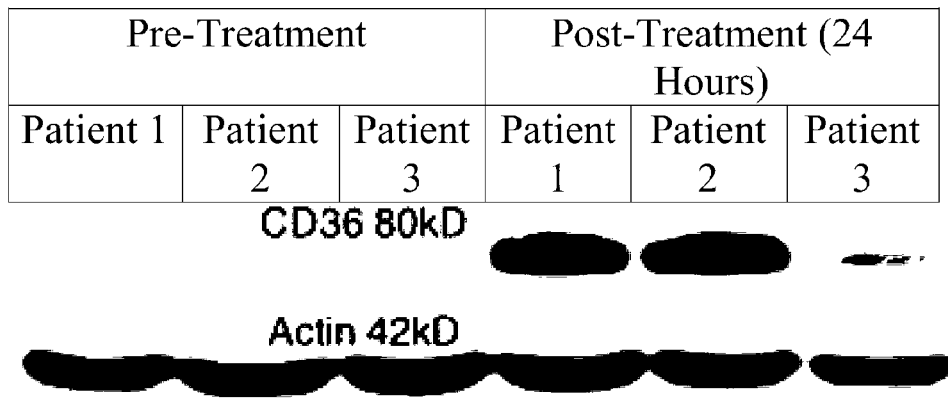 Pre-Treatment
Post-Treatment (24
Hours)
Patient 1
Patient
2
Patient
3
Patient
1
Patient
2
Patient
3
CD36 80kD
Actin 42kD